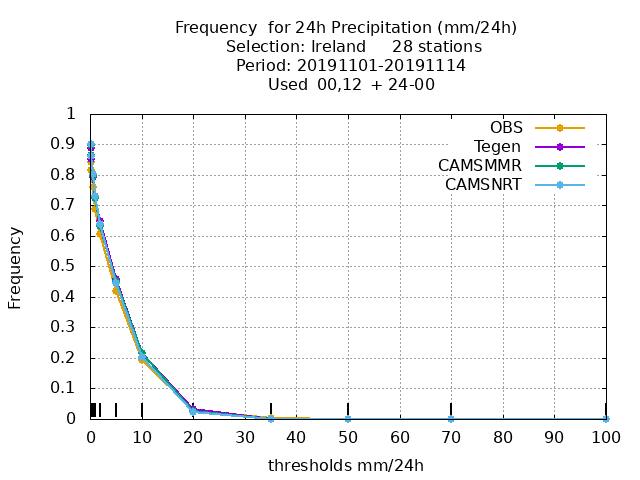 Frequency  for 24h Precipitation (mm/24h)
Selection: Ireland     28 stations
Period: 20191101-20191114
Used  00,12  + 24-00
OBS
Tegen
CAMSMMR
CAMSNRT
1
0.9
0.8
0.7
0.6
0.5
0.4
0.3
0.2
0.1
0
Frequency
0 10 20 30 40 50 60 70 80 90 100
thresholds mm/24h